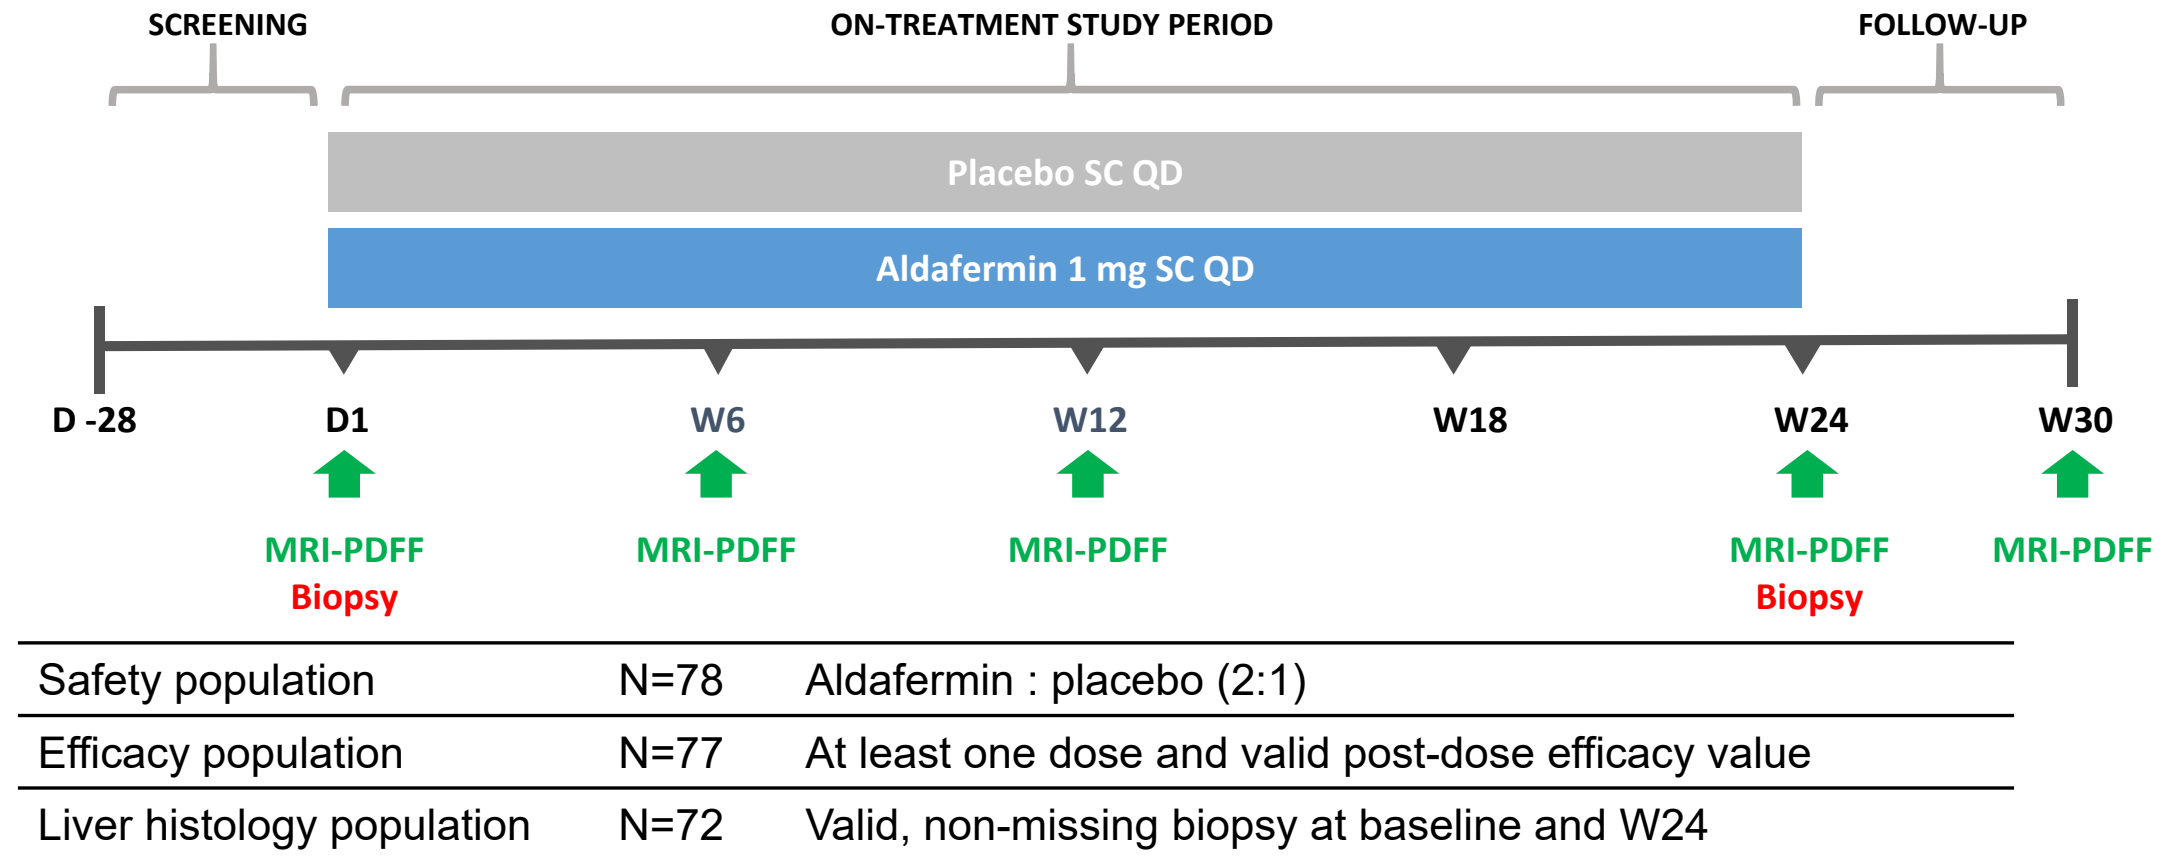 SCREENING ON-TREATMENT STUDY PERIOD FOLLOW-UP
Placebo SC QD
Aldafermin 1 mg SC QD
D -28 D1 W6 W12 W18 W24 W30
MRI-PDFF MRI-PDFF MRI-PDFF MRI-PDFF MRI-PDFF
Biopsy Biopsy
Safety population N=78 Aldafermin : placebo (2:1)
Efficacy population N=77 At least one dose and valid post-dose efficacy value
Liver histology population N=72 Valid, non-missing biopsy at baseline and W24